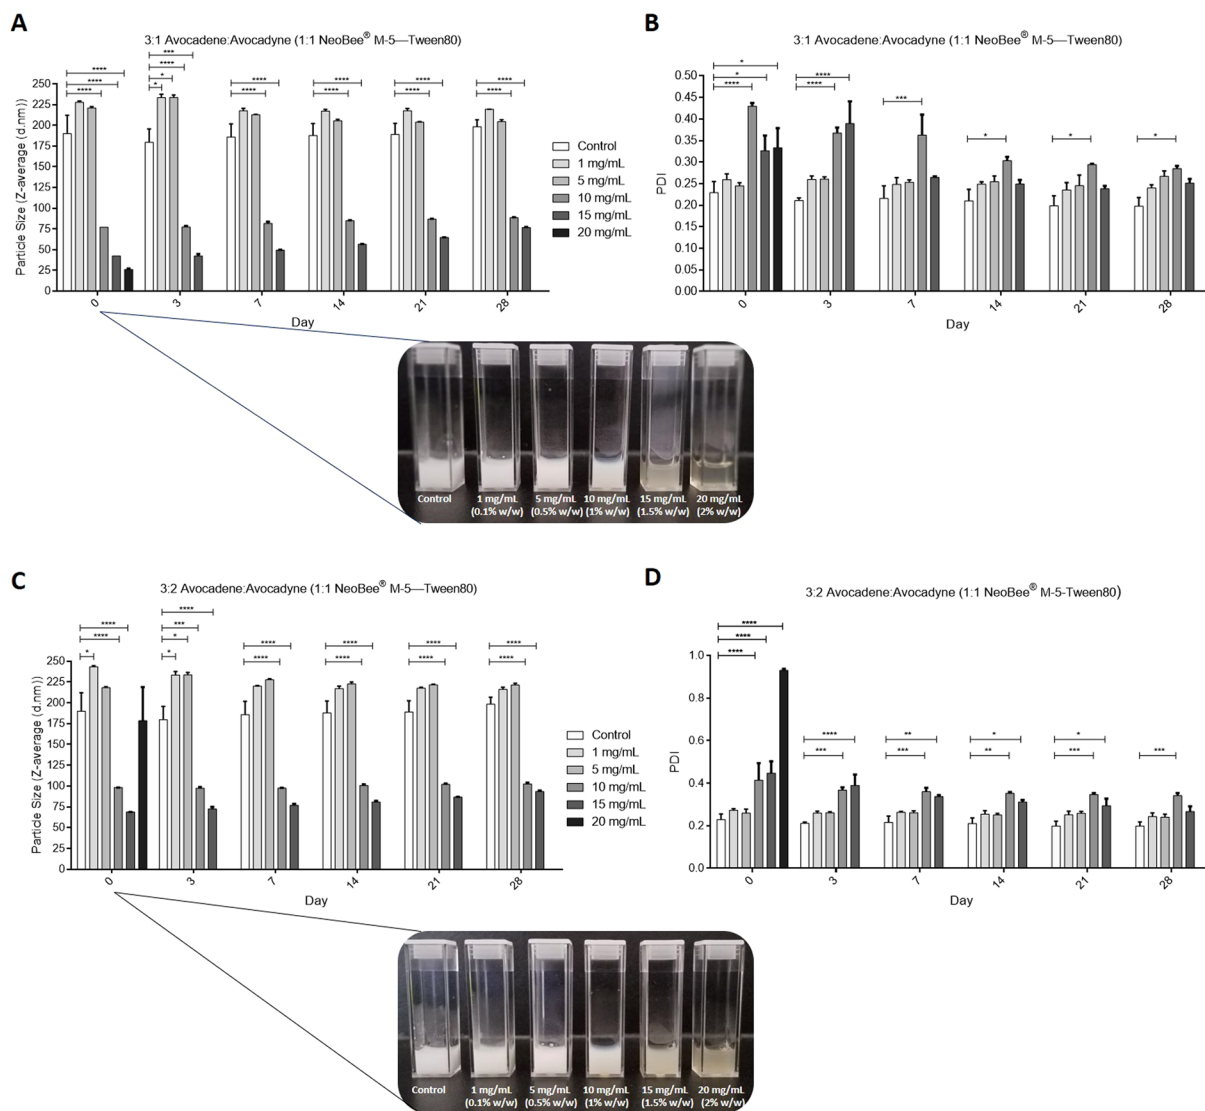 A
3:1 Avocadene:Avocadyne (1:1 NeoBee® M-5—Tween80)
Particle Size (Z-average (d.nm))
250
225
200
175
150
125
100
75
50
25
0
**** *** **** **** **** ****
**** **** **** **** **** ****
**** * **** **** **** ****
*
0 3 7 14 21 28
Day
Control
1 mg/mL
5 mg/mL
10 mg/mL
15 mg/mL
20 mg/mL
B
3:1 Avocadene:Avocadyne (1:1 NeoBee® M-5—Tween80)
PDI
0.50
0.45
0.40
0.35
0.30
0.25
0.20
0.15
0.10
0.05
0.00
*
* ****
**** **** *** * * *
0 3 7 14 21 28
Day
Control 1 mg/mL 5 mg/mL 10 mg/mL 15 mg/mL 20 mg/mL
(0.1% w/w) (0.5% w/w) (1% w/w) (1.5% w/w) (2% w/w)
C
3:2 Avocadene:Avocadyne (1:1 NeoBee® M-5—Tween80)
Particle Size (Z-average (d.nm))
250
225
200
175
150
125
100
75
50
25
0
**** ****
**** *** **** **** **** ****
* * **** **** **** ****
*
0 3 7 14 21 28
Day
Control
1 mg/mL
5 mg/mL
10 mg/mL
15 mg/mL
20 mg/mL
D
3:2 Avocadene:Avocadyne (1:1 NeoBee® M-5-Tween80)
PDI
1.0
0.8
0.6
0.4
0.2
0.0
****
****
**** **** ** * * ***
*** *** ** ***
0 3 7 14 21 28
Day
Control 1 mg/mL 5 mg/mL 10 mg/mL 15 mg/mL 20 mg/mL
(0.1% w/w) (0.5% w/w) (1% w/w) (1.5% w/w) (2% w/w)